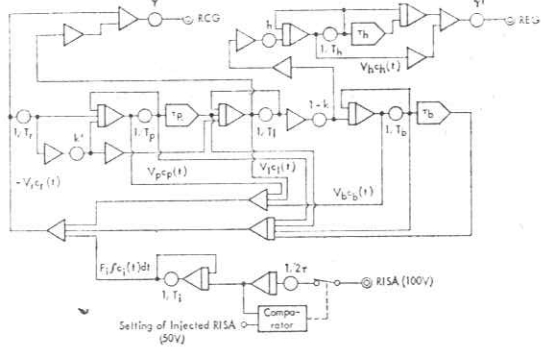 γ
RCG
h
1/Th
τh
γ'
REG
Vhch(t)
1/Tr
k'
1/Tp
τp
1/Tl
1-k
1/Tb
τb
Vpcp(t)
Vlcl(t)
Vbcb(t)
-Vrcr(t)
Fi∫ci(t)dt
1/Ti
1/2τ
RISA (100V)
Setting of Injected RISA
(50V)
Compa-
rator